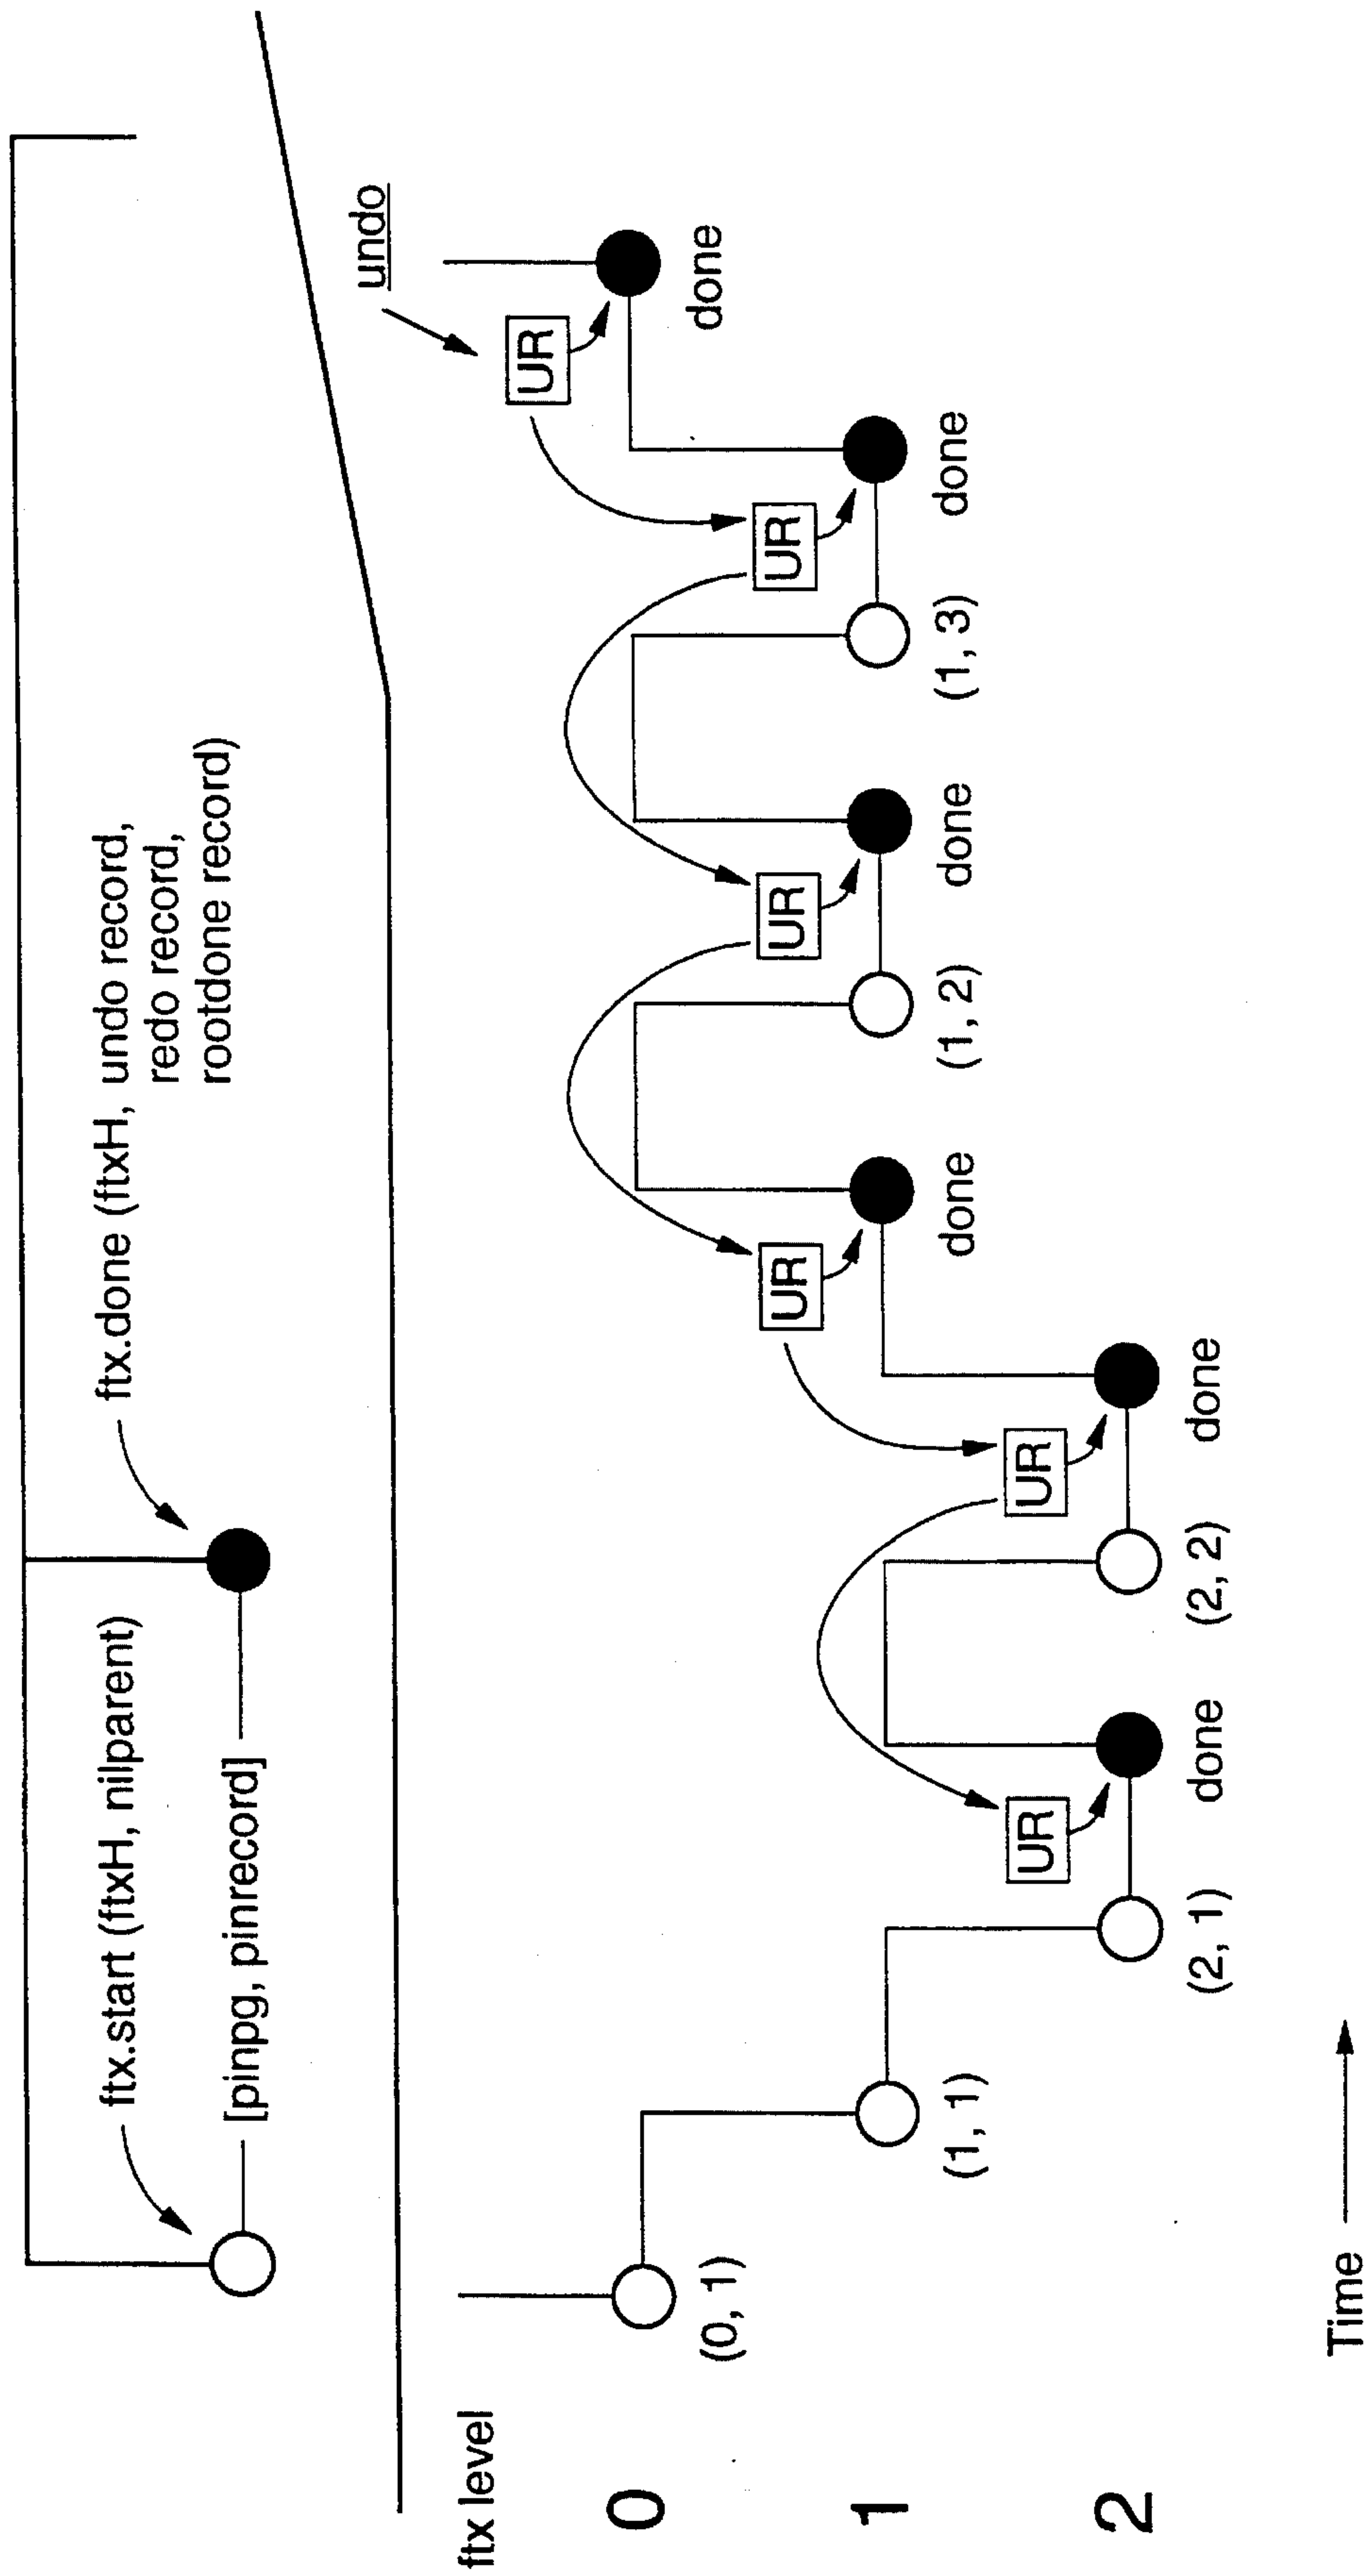 ftx.start (ftxH, nilparent)
[pinpg, pinrecord]
ftx.done (ftxH, undo record,
redo record,
rootdone record)
ftx level
undo
0
UR
(0, 1)
done
1
UR
UR
UR
(1, 1)
done
(1, 2)
done
(1, 3)
done
2
UR
UR
(2, 1)
done
(2, 2)
done
Time